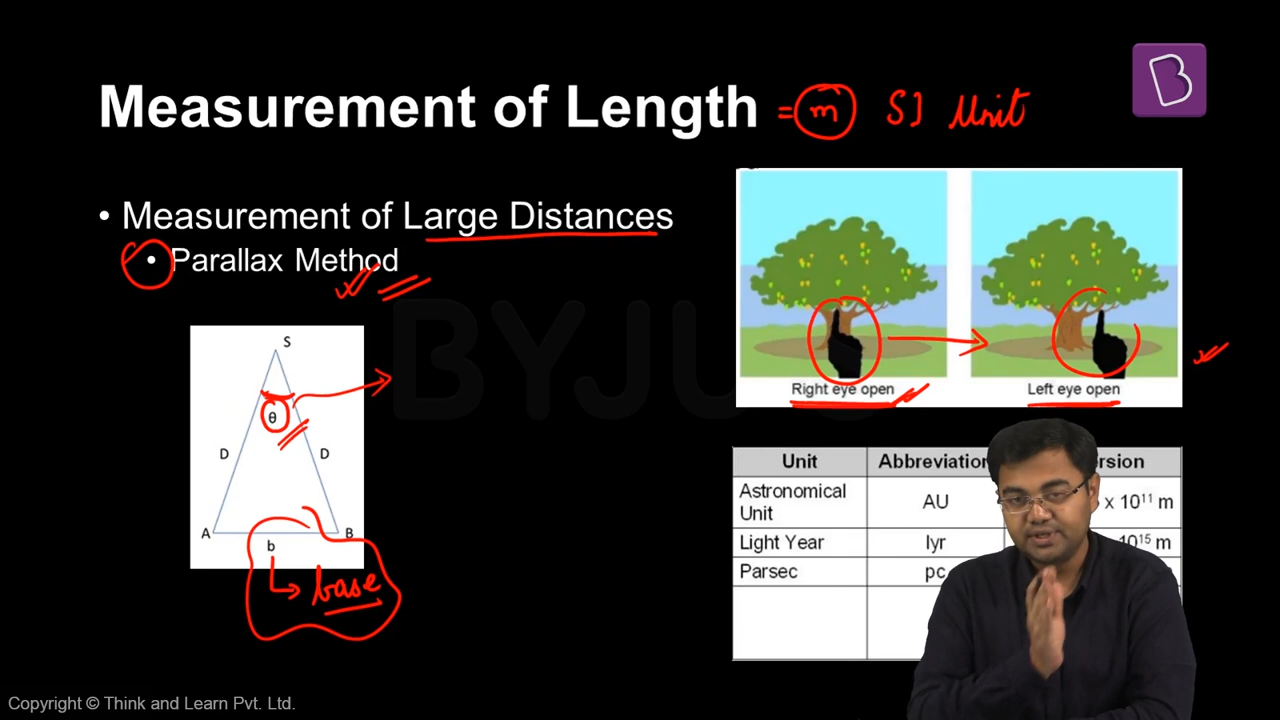 Measurement of Length = m SI Unit
• Measurement of Large Distances
• Parallax Method
S
θ
D D
A B
b
base
Right eye open Left eye open
BYJU
Unit Abbreviation
Astronomical Unit AU x 10¹¹ m
Light Year lyr 10¹⁵ m
Parsec pc
Copyright © Think and Learn Pvt. Ltd.